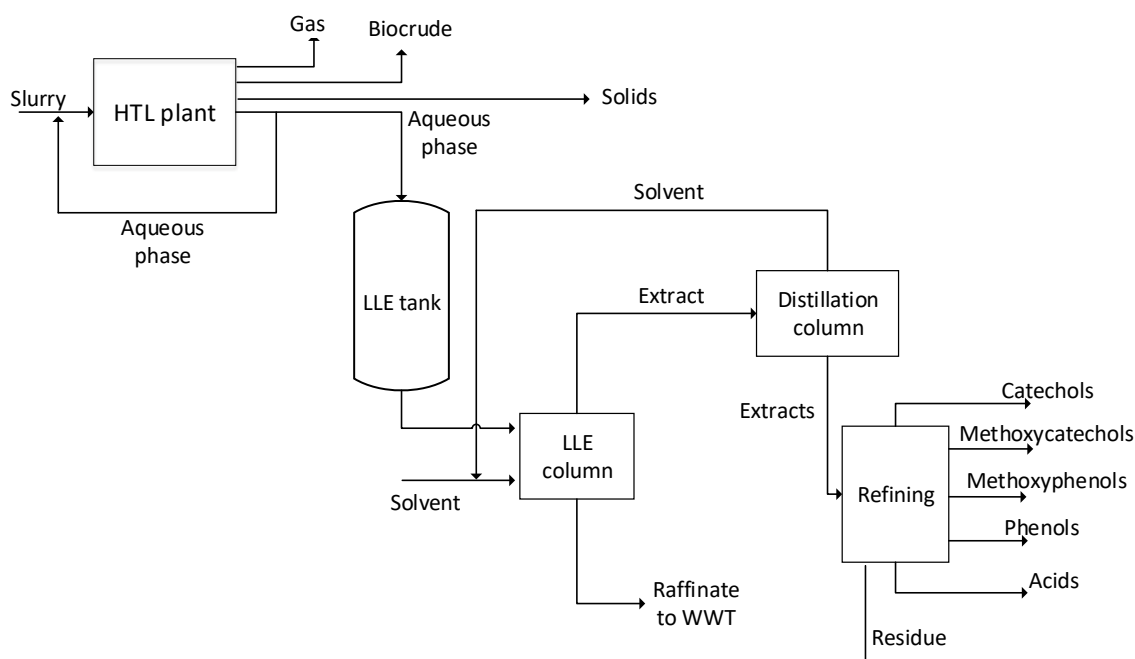 Gas
Biocrude
Slurry
HTL plant
Solids
Aqueous
phase
Aqueous
phase
Solvent
LLE tank
Extract
Distillation
column
Extracts
Catechols
LLE
column
Methoxycatechols
Solvent
Refining
Methoxyphenols
Phenols
Acids
Raffinate
to WWT
Residue